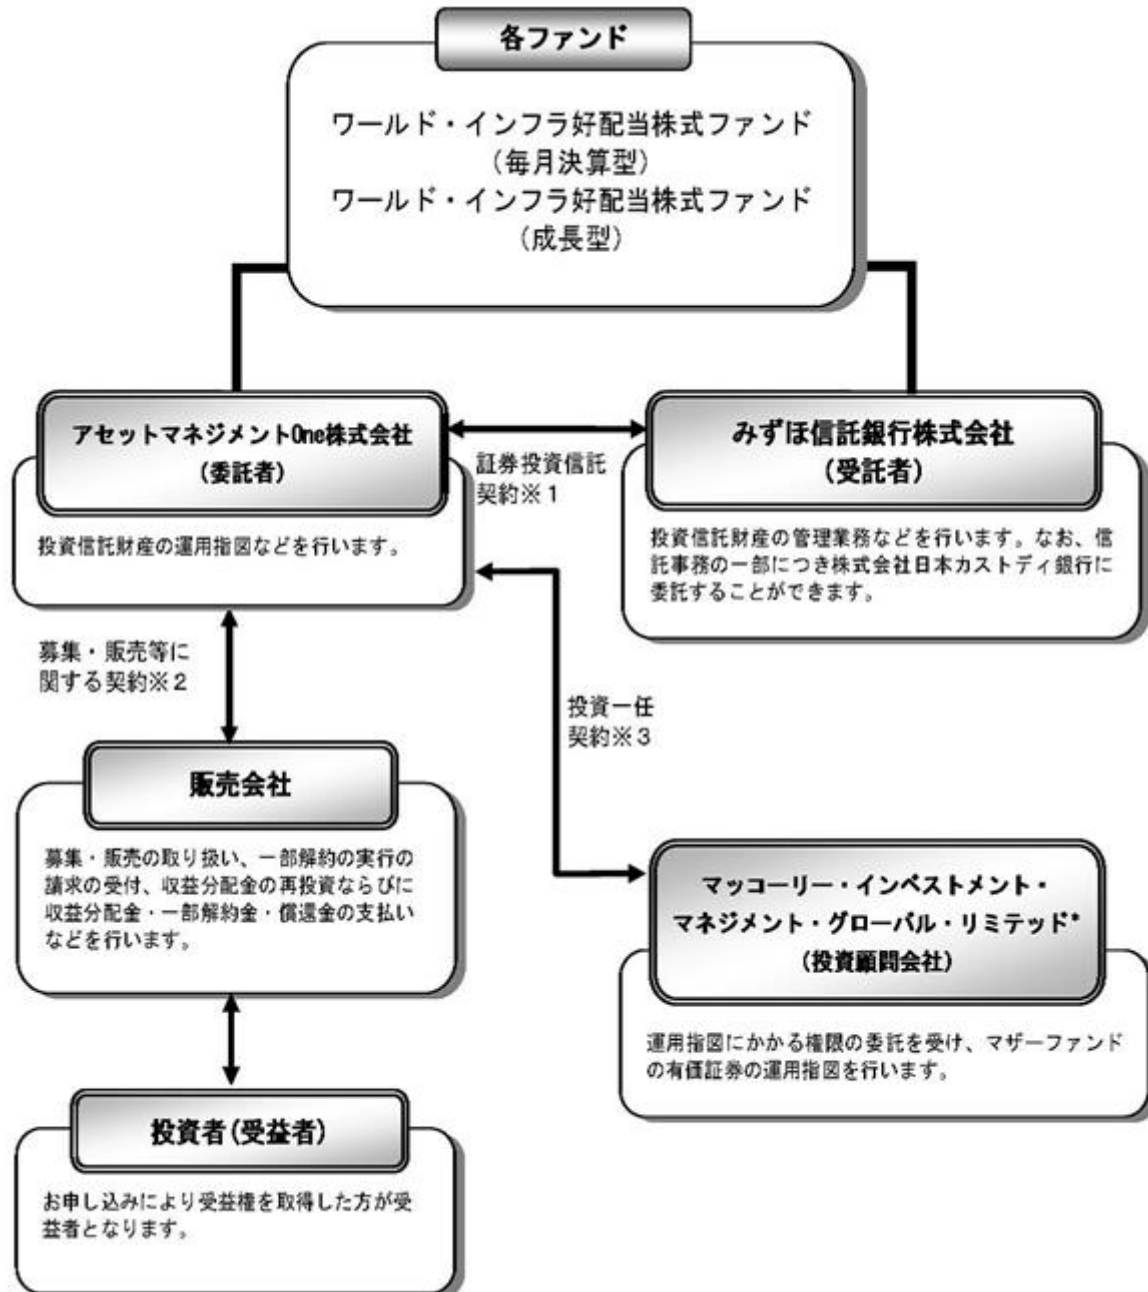 各ファンド
ワールド・インフラ好配当株式ファンド
（毎月決算型）
ワールド・インフラ好配当株式ファンド
（成長型）
アセットマネジメントOne株式会社
（委託者）
投資信託財産の運用指図などを行います。
証券投資信託
契約※１
みずほ信託銀行株式会社
（受託者）
投資信託財産の管理業務などを行います。なお、信
託事務の一部につき株式会社日本カストディ銀行に
委託することができます。
募集・販売等に
関する契約※２
投資一任
契約※３
販売会社
募集・販売の取り扱い、一部解約の実行の
請求の受付、収益分配金の再投資ならびに
収益分配金・一部解約金・償還金の支払い
などを行います。
マッコーリー・インベストメント・
マネジメント・グローバル・リミテッド*
（投資顧問会社）
運用指図にかかる権限の委託を受け、マザーファンド
の有価証券の運用指図を行います。
投資者（受益者）
お申し込みにより受益権を取得した方が受
益者となります。